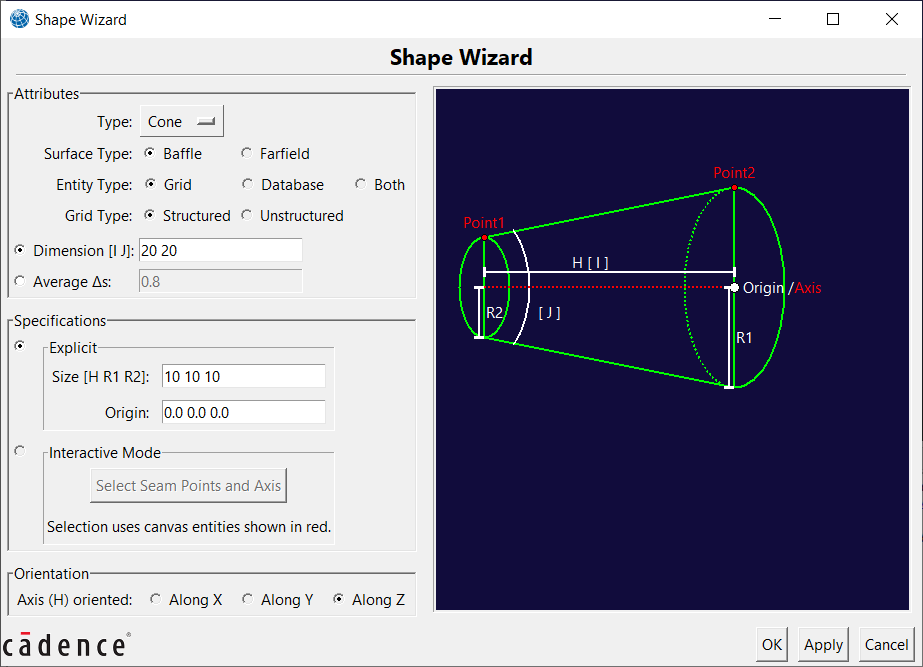 Shape Wizard
Shape Wizard
Attributes
Type: Cone
Surface Type: Baffle Farfield
Entity Type: Grid Database Both
Grid Type: Structured Unstructured
Dimension [I J]: 20 20
Average Δs: 0.8
Specifications
Explicit
Size [H R1 R2]: 10 10 10
Origin: 0.0 0.0 0.0
Interactive Mode
Select Seam Points and Axis
Selection uses canvas entities shown in red.
Orientation
Axis (H) oriented: Along X Along Y Along Z
Point2
Point1
H [ I ]
Origin /Axis
R2
[ J ]
R1
cādence®
OK Apply Cancel